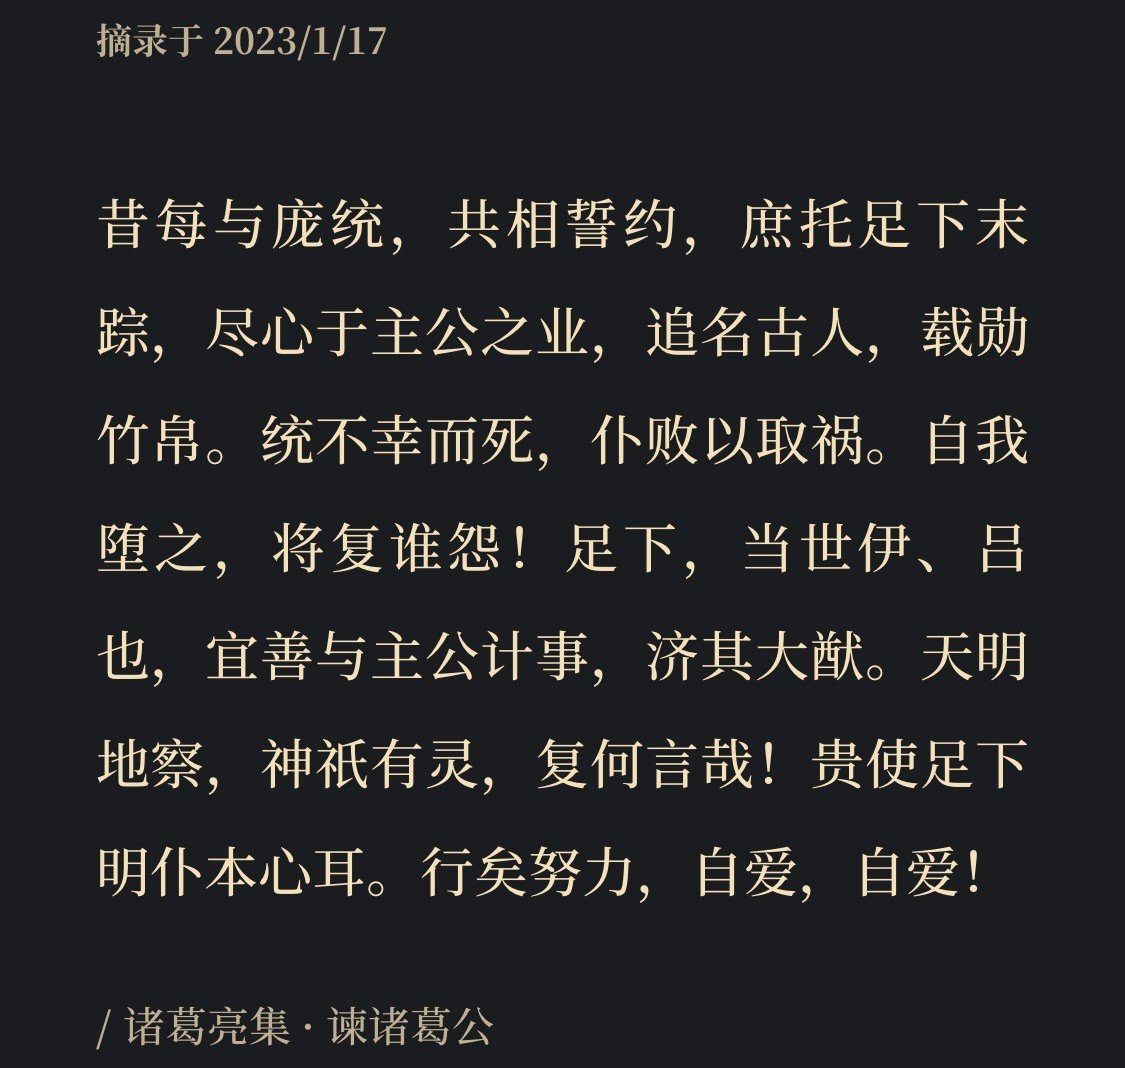 摘录于 2023/1/17
昔每与庞统，共相誓约，庶托足下末
踪，尽心于主公之业，追名古人，载勋
竹帛。统不幸而死，仆败以取祸。自我
堕之，将复谁怨！足下，当世伊、吕
也，宜善与主公计事，济其大猷。天明
地察，神祇有灵，复何言哉！贵使足下
明仆本心耳。行矣努力，自爱，自爱！
/ 诸葛亮集 · 谏诸葛公